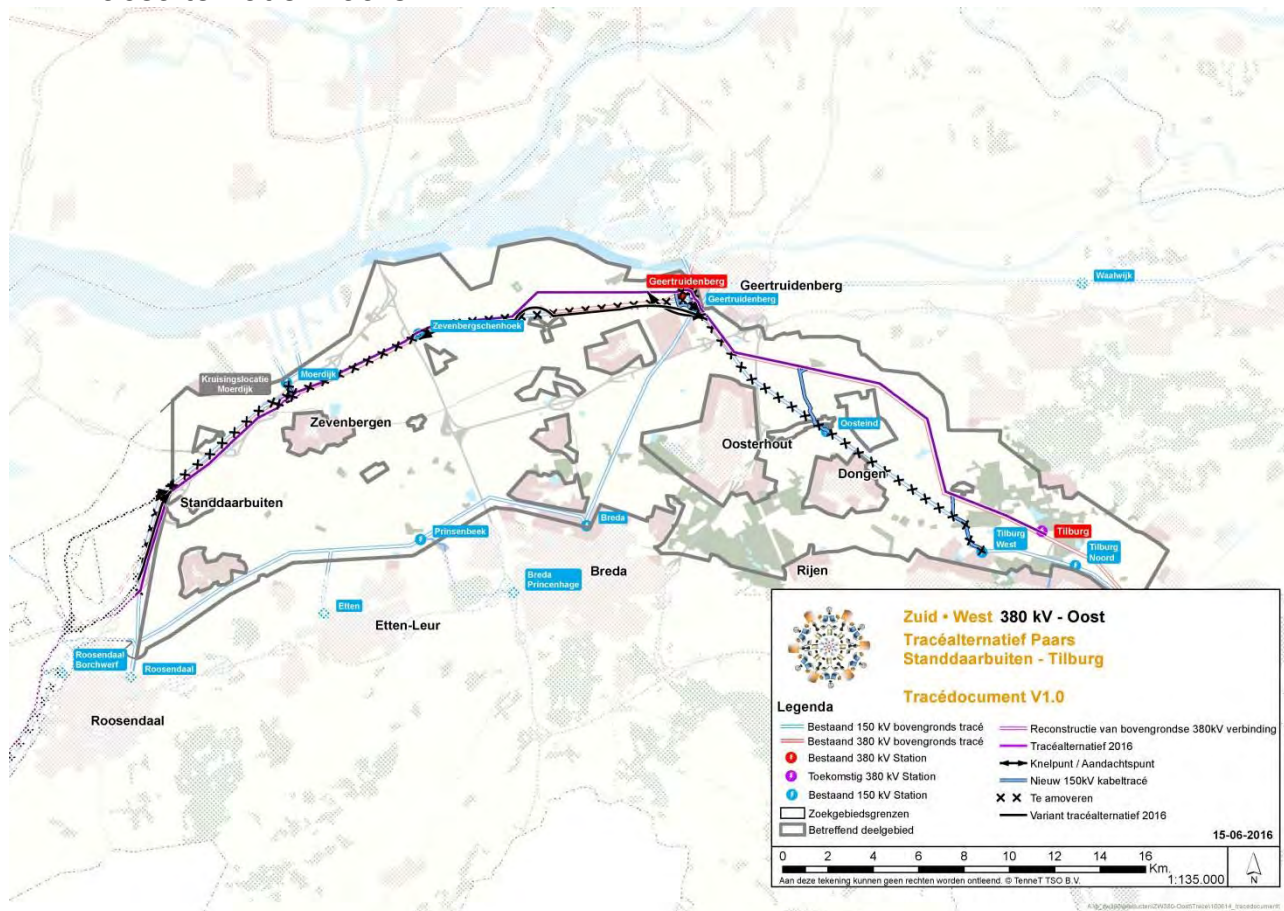 Waalwijk
Geertruidenberg
Geertruidenberg
Geertruidenberg
Zevenbergschenhoek
Kruisingslocatie
Moerdijk
Moerdijk
Zevenbergen
Oosteind
Oosterhout
Dongen
Standdaarbuiten
Tilburg
Breda
Prinsenbeek
Tilburg
West
Tilburg
Noord
Breda
Rijen
Breda
Princenhage
Etten
Etten-Leur
Roosendaal
Borchwerf
Roosendaal
Roosendaal
Zuid • West 380 kV - Oost
Tracéalternatief Paars
Standdaarbuiten - Tilburg
Tracédocument V1.0
Legenda
Bestaand 150 kV bovengronds tracé
Bestaand 380 kV bovengronds tracé
Bestaand 380 kV Station
Toekomstig 380 kV Station
Bestaand 150 kV Station
Zoekgebiedsgrenzen
Betreffend deelgebied
Reconstructie van bovengrondse 380kV verbinding
Tracéalternatief 2016
Knelpunt / Aandachtspunt
Nieuw 150kV kabeltracé
Te amoveren
Variant tracéalternatief 2016
15-06-2016
0 2 4 6 8 10 12 14 16
Km.
Aan deze tekening kunnen geen rechten worden ontleend. © TenneT TSO B.V.
1:135.000
N